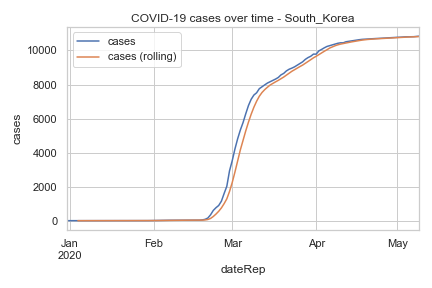 COVID-19 cases over time - South_Korea
cases
cases (rolling)
10000
8000
6000
4000
2000
0
cases
Jan
2020
Feb
Mar
Apr
May
dateRep